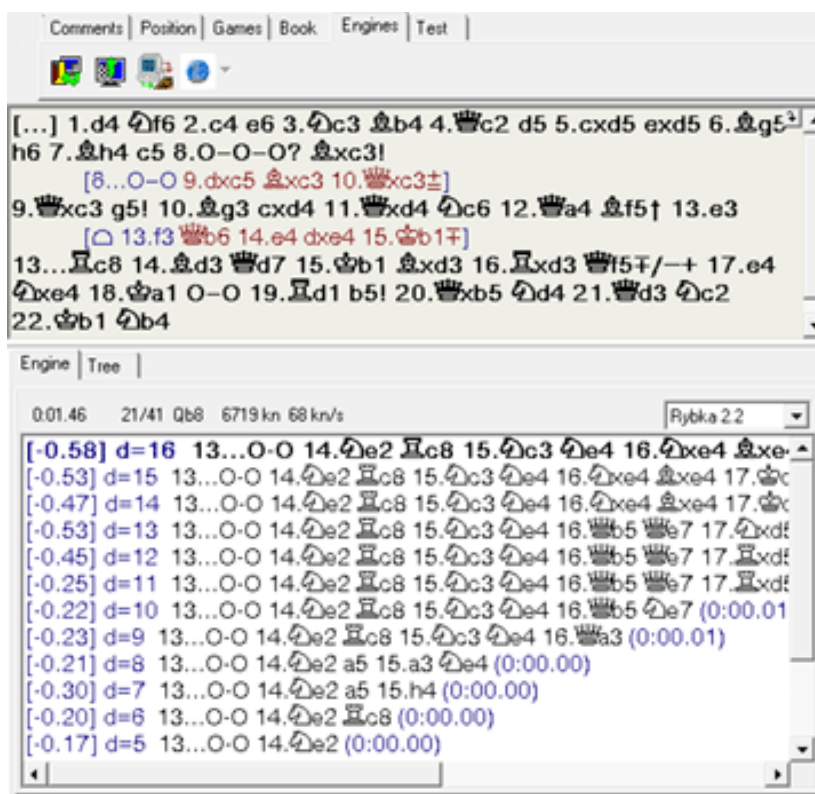 Comments Position Games Book Engines Test
[...] 1.d4 ♘f6 2.c4 e6 3.♘c3 ♗b4 4.♕c2 d5 5.cxd5 exd5 6.♗g5
h6 7.♗h4 c5 8.O–O–O? ♗xc3!
[8...O–O 9.dxc5 ♗xc3 10.♕xc3±]
9.♕xc3 g5! 10.♗g3 cxd4 11.♕xd4 ♘c6 12.♕a4 ♗f5† 13.e3
[⌓ 13.f3 ♕b6 14.e4 dxe4 15.♔b1∓]
13...♖c8 14.♗d3 ♕d7 15.♔b1 ♗xd3 16.♖xd3 ♕f5∓/–+ 17.e4
♘xe4 18.♔a1 O–O 19.♖d1 b5! 20.♕xb5 ♘d4 21.♕d3 ♘c2
22.♔b1 ♘b4
Engine Tree
0:01.46 21/41 Qb8 6719 kn 68 kn/s Rybka 2.2
[-0.58] d=16 13...O-O 14.♘e2 ♖c8 15.♘c3 ♘e4 16.♘xe4 ♗xe
[-0.53] d=15 13...O-O 14.♘e2 ♖c8 15.♘c3 ♘e4 16.♘xe4 ♗xe4 17.♔
[-0.47] d=14 13...O-O 14.♘e2 ♖c8 15.♘c3 ♘e4 16.♘xe4 ♗xe4 17.♔
[-0.53] d=13 13...O-O 14.♘e2 ♖c8 15.♘c3 ♘e4 16.♕b5 ♕e7 17.♘xd5
[-0.45] d=12 13...O-O 14.♘e2 ♖c8 15.♘c3 ♘e4 16.♕b5 ♕e7 17.♖xd5
[-0.25] d=11 13...O-O 14.♘e2 ♖c8 15.♘c3 ♘e4 16.♕b5 ♕e7 17.♖xd5
[-0.22] d=10 13...O-O 14.♘e2 ♖c8 15.♘c3 ♘e4 16.♕b5 ♘e7 (0:00.01
[-0.23] d=9 13...O-O 14.♘e2 ♖c8 15.♘c3 ♘e4 16.♕a3 (0:00.01)
[-0.21] d=8 13...O-O 14.♘e2 a5 15.a3 ♘e4 (0:00.00)
[-0.30] d=7 13...O-O 14.♘e2 a5 15.h4 (0:00.00)
[-0.20] d=6 13...O-O 14.♘e2 ♖c8 (0:00.00)
[-0.17] d=5 13...O-O 14.♘e2 (0:00.00)